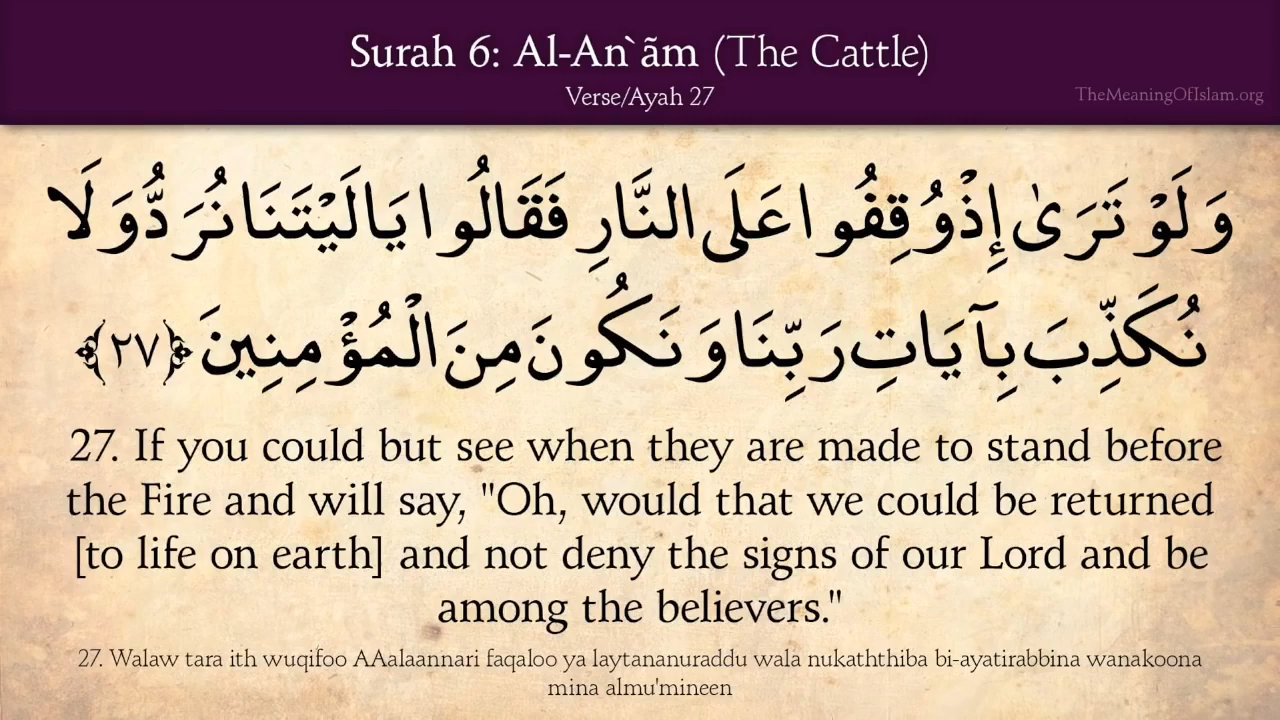 Surah 6: Al-An`ãm (The Cattle)
Verse/Ayah 27
TheMeaningOfIslam.org
وَلَوْ تَرَىٰ إِذْ وُقِفُوا عَلَى النَّارِ فَقَالُوا يَا لَيْتَنَا نُرَدُّ وَلَا
نُكَذِّبَ بِآيَاتِ رَبِّنَا وَنَكُونَ مِنَ الْمُؤْمِنِينَ ﴿٢٧﴾
27. If you could but see when they are made to stand before
the Fire and will say, "Oh, would that we could be returned
[to life on earth] and not deny the signs of our Lord and be
among the believers."
27. Walaw tara ith wuqifoo AAalaannari faqaloo ya laytananuraddu wala nukaththiba bi-ayatirabbina wanakoona
mina almu'mineen